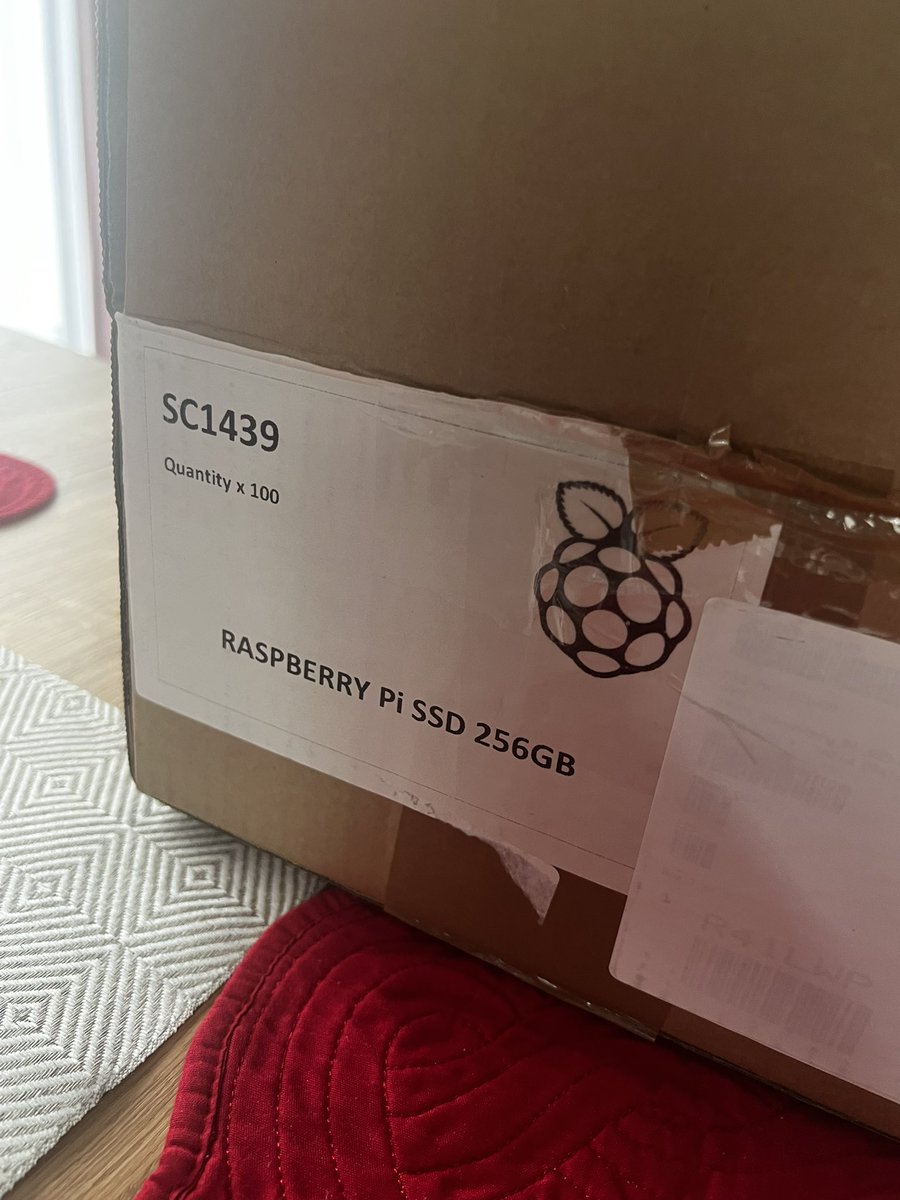 SC1439
Quantity x 100
RASPBERRY Pi SSD 256GB